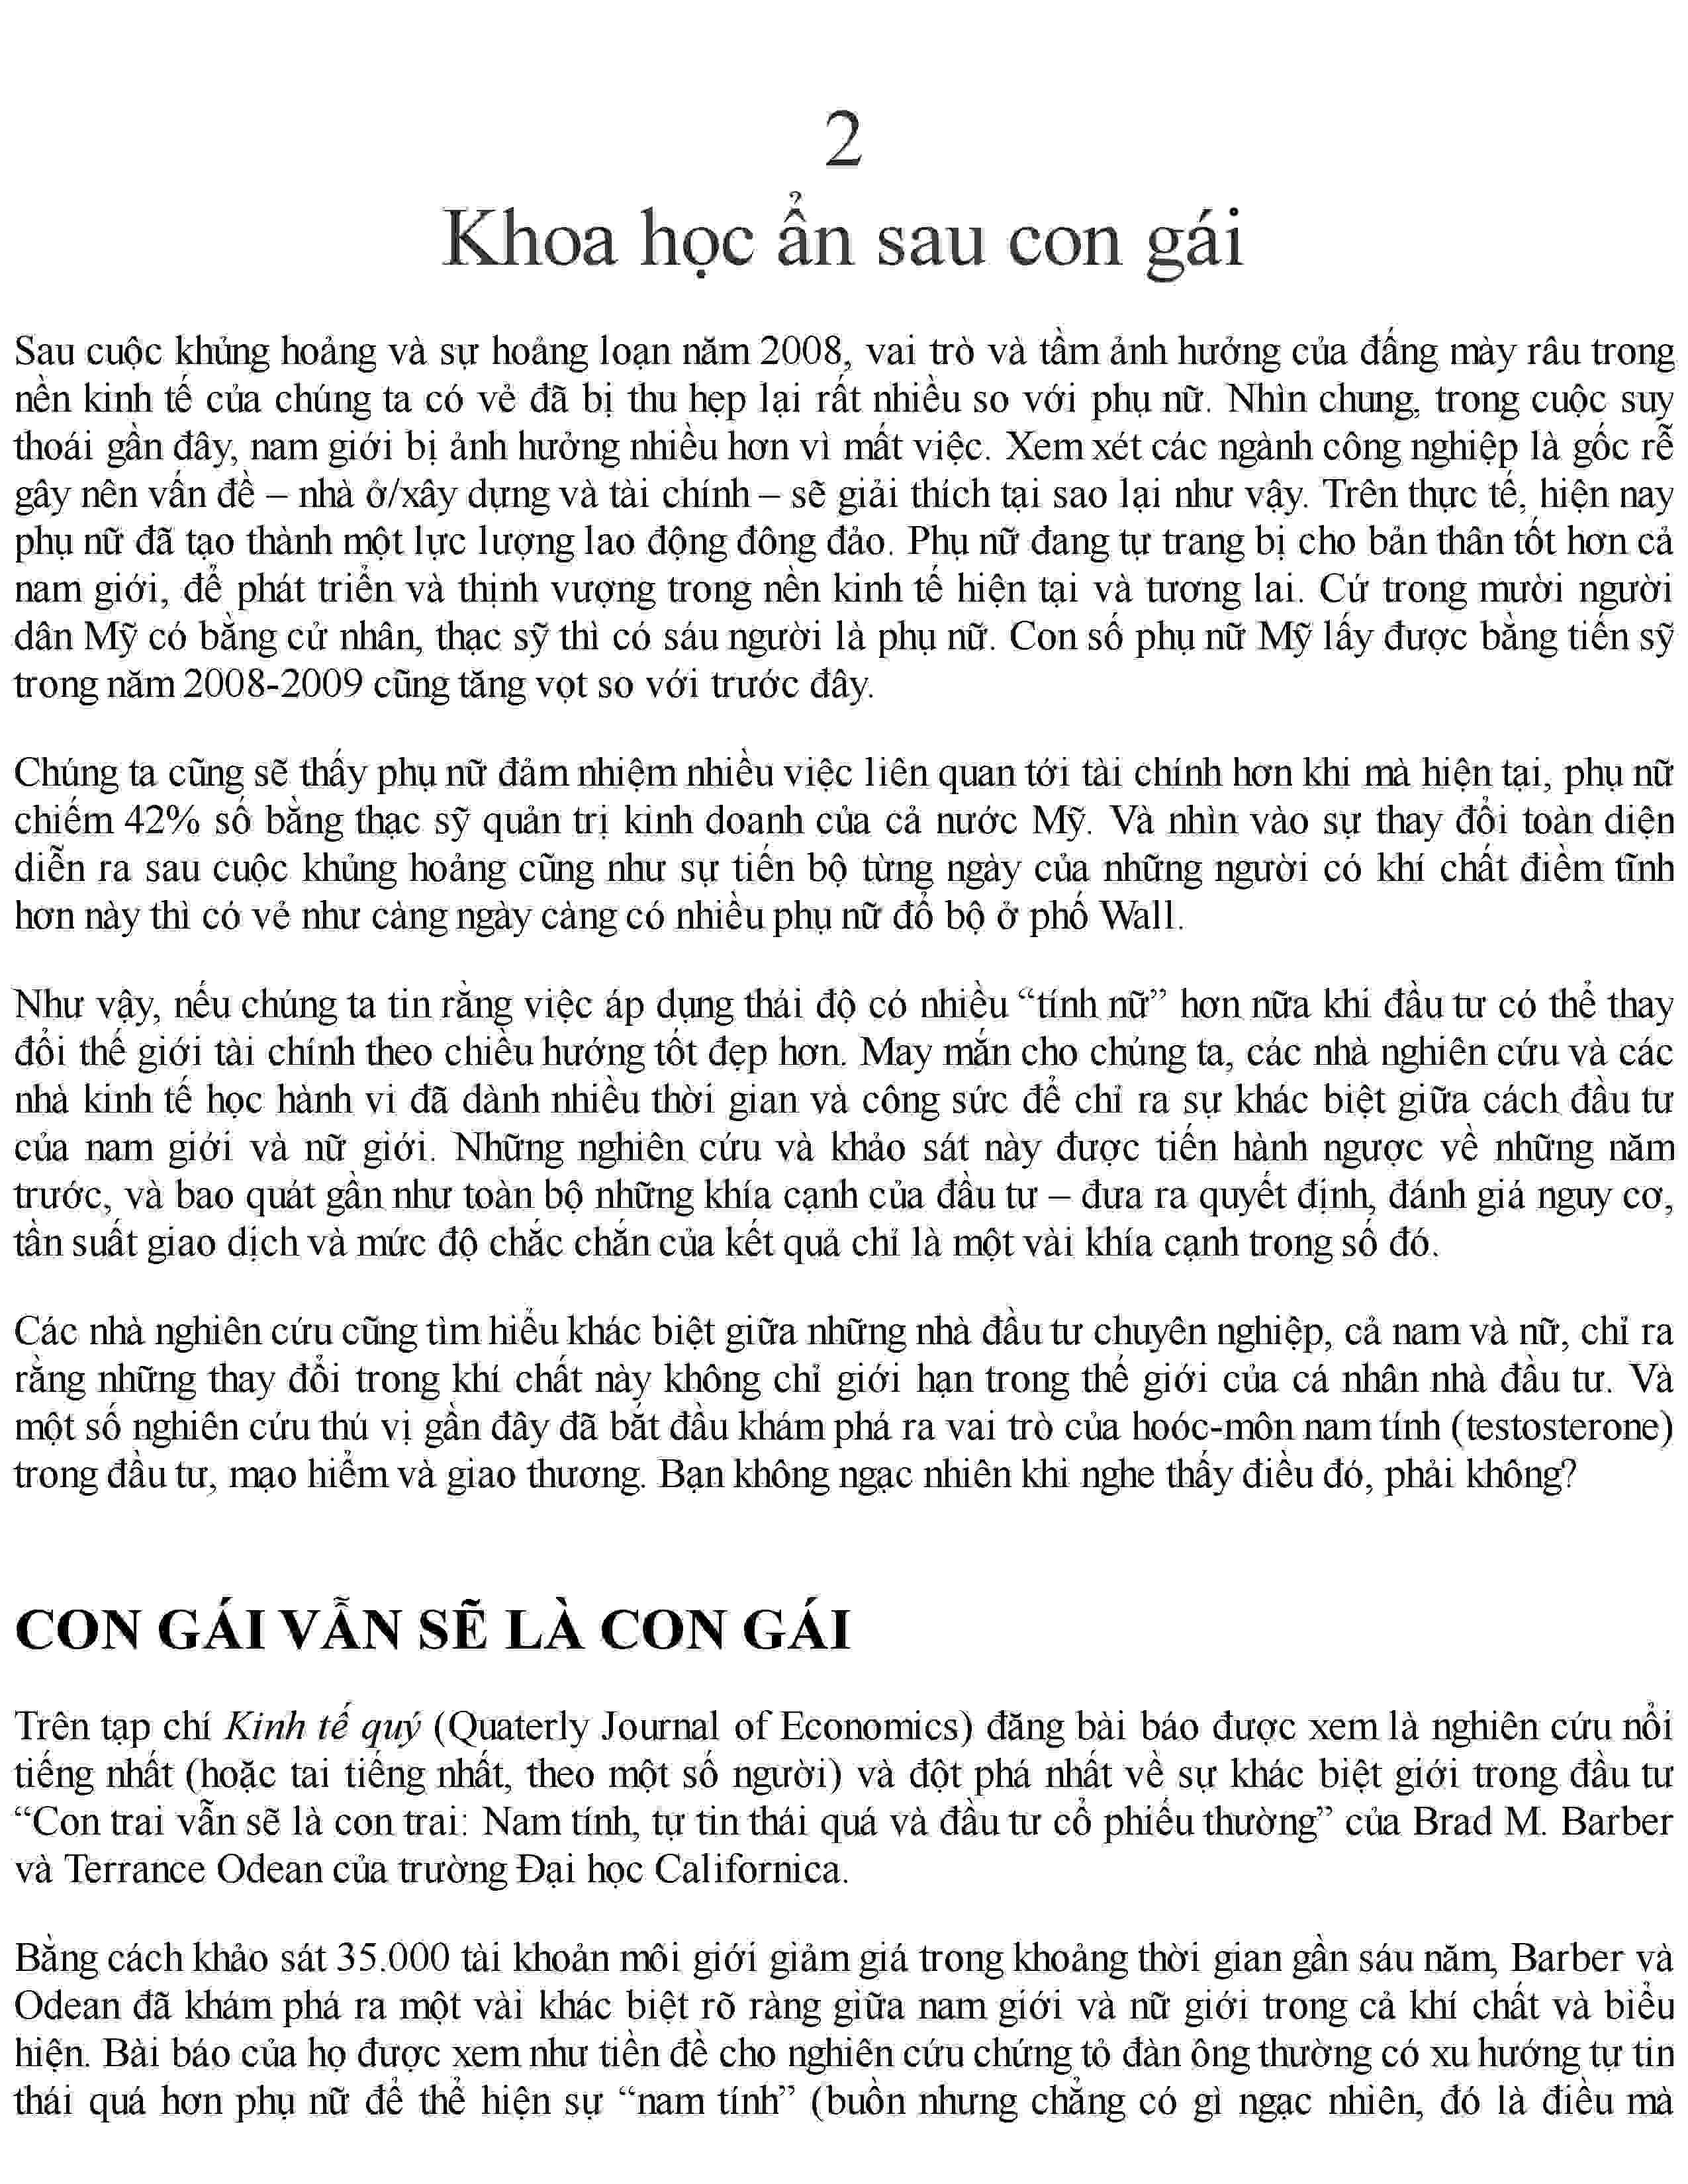 2
Khoa học ẩn sau con gái
Sau cuộc khủng hoảng và sự hoảng loạn năm 2008, vai trò và tầm ảnh hưởng của đấng mày râu trong
nền kinh tế của chúng ta có vẻ đã bị thu hẹp lại rất nhiều so với phụ nữ. Nhìn chung, trong cuộc suy
thoái gần đây, nam giới bị ảnh hưởng nhiều hơn vì mất việc. Xem xét các ngành công nghiệp là gốc rễ
gây nên vấn đề – nhà ở/xây dựng và tài chính – sẽ giải thích tại sao lại như vậy. Trên thực tế, hiện nay
phụ nữ đã tạo thành một lực lượng lao động đông đảo. Phụ nữ đang tự trang bị cho bản thân tốt hơn cả
nam giới, để phát triển và thịnh vượng trong nền kinh tế hiện tại và tương lai. Cứ trong mười người
dân Mỹ có bằng cử nhân, thạc sỹ thì có sáu người là phụ nữ. Con số phụ nữ Mỹ lấy được bằng tiến sỹ
trong năm 2008-2009 cũng tăng vọt so với trước đây.
Chúng ta cũng sẽ thấy phụ nữ đảm nhiệm nhiều việc liên quan tới tài chính hơn khi mà hiện tại, phụ nữ
chiếm 42% số bằng thạc sỹ quản trị kinh doanh của cả nước Mỹ. Và nhìn vào sự thay đổi toàn diện
diễn ra sau cuộc khủng hoảng cũng như sự tiến bộ từng ngày của những người có khí chất điềm tĩnh
hơn này thì có vẻ như càng ngày càng có nhiều phụ nữ đổ bộ ở phố Wall.
Như vậy, nếu chúng ta tin rằng việc áp dụng thái độ có nhiều “tính nữ” hơn nữa khi đầu tư có thể thay
đổi thế giới tài chính theo chiều hướng tốt đẹp hơn. May mắn cho chúng ta, các nhà nghiên cứu và các
nhà kinh tế học hành vi đã dành nhiều thời gian và công sức để chỉ ra sự khác biệt giữa cách đầu tư
của nam giới và nữ giới. Những nghiên cứu và khảo sát này được tiến hành ngược về những năm
trước, và bao quát gần như toàn bộ những khía cạnh của đầu tư – đưa ra quyết định, đánh giá nguy cơ,
tần suất giao dịch và mức độ chắc chắn của kết quả chỉ là một vài khía cạnh trong số đó.
Các nhà nghiên cứu cũng tìm hiểu khác biệt giữa những nhà đầu tư chuyên nghiệp, cả nam và nữ, chỉ ra
rằng những thay đổi trong khí chất này không chỉ giới hạn trong thế giới của cá nhân nhà đầu tư. Và
một số nghiên cứu thú vị gần đây đã bắt đầu khám phá ra vai trò của hoóc-môn nam tính (testosterone)
trong đầu tư, mạo hiểm và giao thương. Bạn không ngạc nhiên khi nghe thấy điều đó, phải không?
CON GÁI VẪN SẼ LÀ CON GÁI
Trên tạp chí Kinh tế quý (Quaterly Journal of Economics) đăng bài báo được xem là nghiên cứu nổi
tiếng nhất (hoặc tai tiếng nhất, theo một số người) và đột phá nhất về sự khác biệt giới trong đầu tư
“Con trai vẫn sẽ là con trai: Nam tính, tự tin thái quá và đầu tư cổ phiếu thường” của Brad M. Barber
và Terrance Odean của trường Đại học Californica.
Bằng cách khảo sát 35.000 tài khoản môi giới giảm giá trong khoảng thời gian gần sáu năm, Barber và
Odean đã khám phá ra một vài khác biệt rõ ràng giữa nam giới và nữ giới trong cả khí chất và biểu
hiện. Bài báo của họ được xem như tiền đề cho nghiên cứu chứng tỏ đàn ông thường có xu hướng tự tin
thái quá hơn phụ nữ để thể hiện sự “nam tính” (buồn nhưng chẳng có gì ngạc nhiên, đó là điều mà